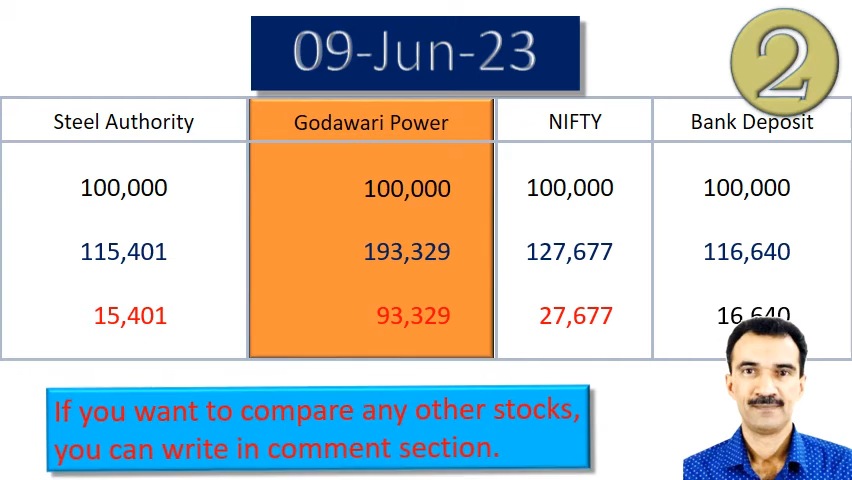 09-Jun-23
2
Steel Authority Godawari Power NIFTY Bank Deposit
100,000 100,000 100,000 100,000
115,401 193,329 127,677 116,640
15,401 93,329 27,677 16,640
If you want to compare any other stocks,
you can write in comment section.